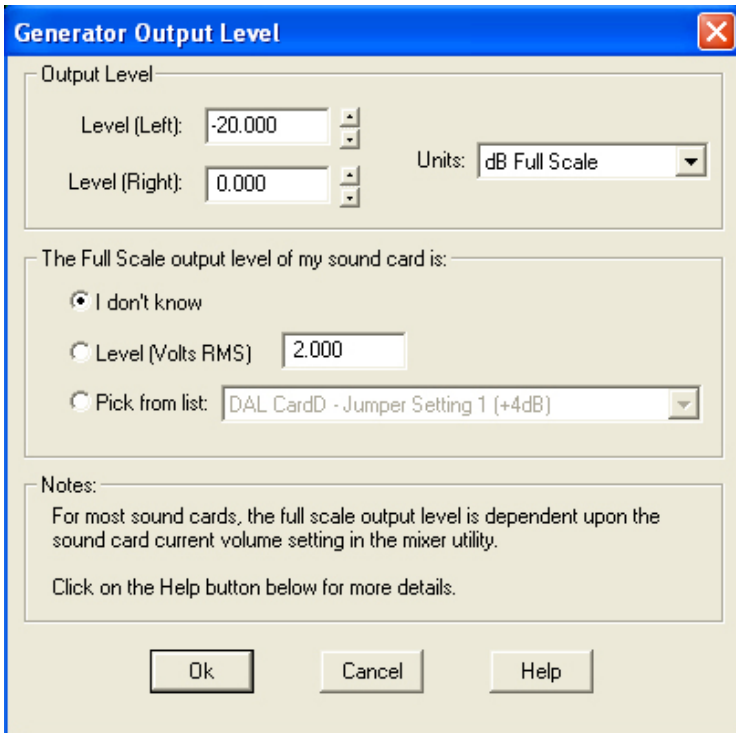 Generator Output Level
Output Level
Level (Left): -20.000
Level (Right): 0.000
Units: dB Full Scale
The Full Scale output level of my sound card is:
I don't know
Level (Volts RMS) 2.000
Pick from list: DAL CardD - Jumper Setting 1 (+4dB)
Notes:
For most sound cards, the full scale output level is dependent upon the
sound card current volume setting in the mixer utility.
Click on the Help button below for more details.
Ok Cancel Help